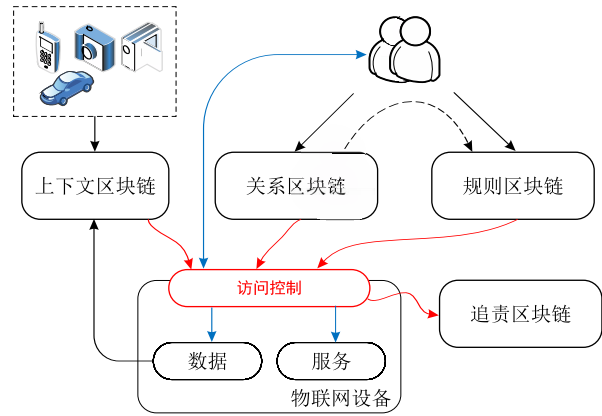 上下文区块链
关系区块链
规则区块链
访问控制
追责区块链
数据
服务
物联网设备